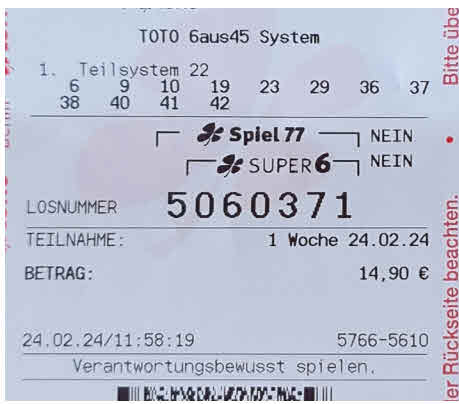 TOTO 6aus45 System
1. Teilsystem 22
6 9 10 19 23 29 36 37
38 40 41 42
Spiel 77 NEIN
SUPER 6 NEIN
LOSNUMMER 5060371
TEILNAHME: 1 Woche 24.02.24
BETRAG: 14,90 €
24.02.24/11:58:19 5766-5610
Verantwortungsbewusst spielen.
Bitte übe
er Rückseite beachten.